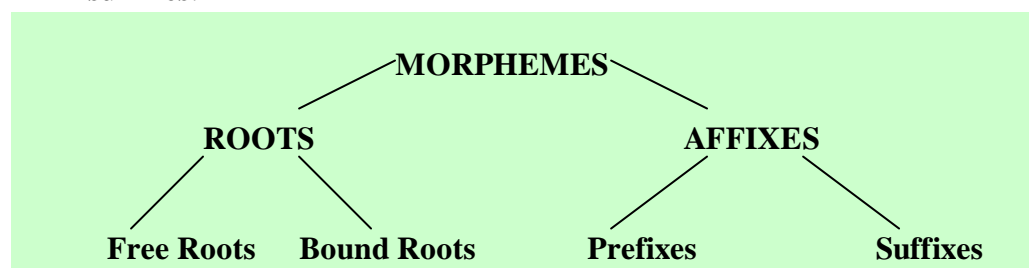 MORPHEMES
ROOTS AFFIXES
Free Roots Bound Roots Prefixes Suffixes